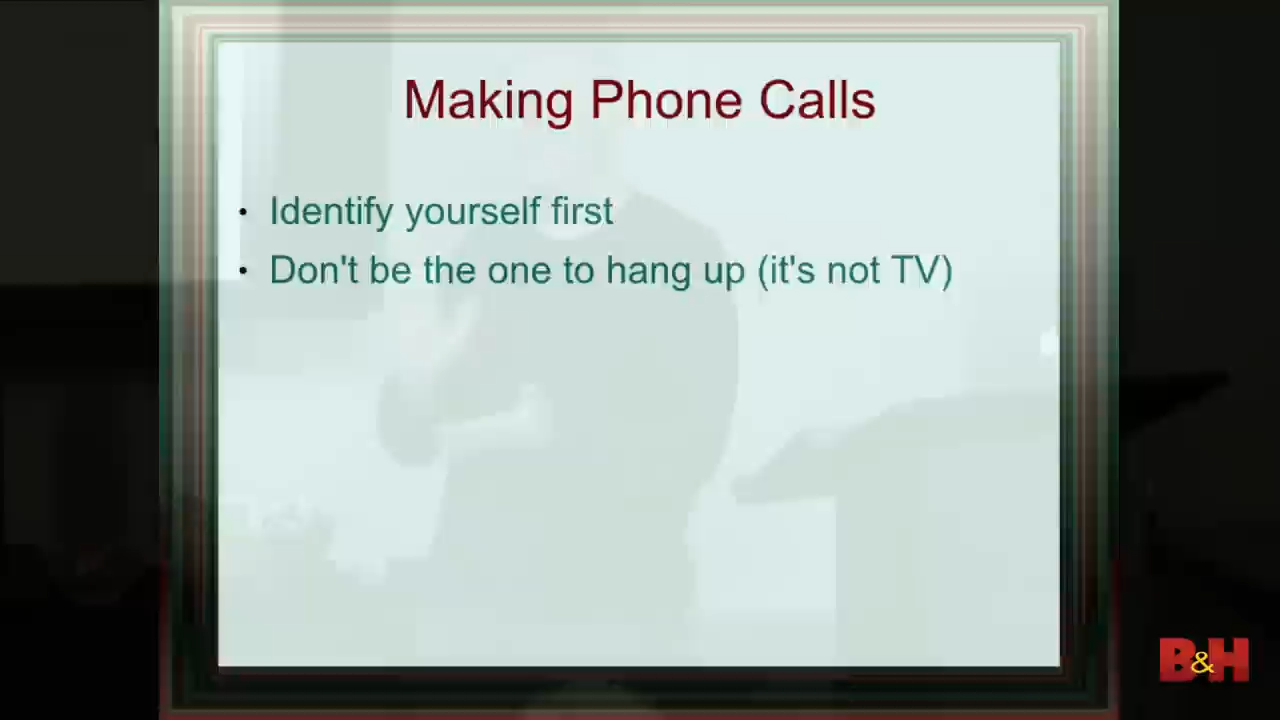 Making Phone Calls
• Identify yourself first
• Don't be the one to hang up (it's not TV)
B&H